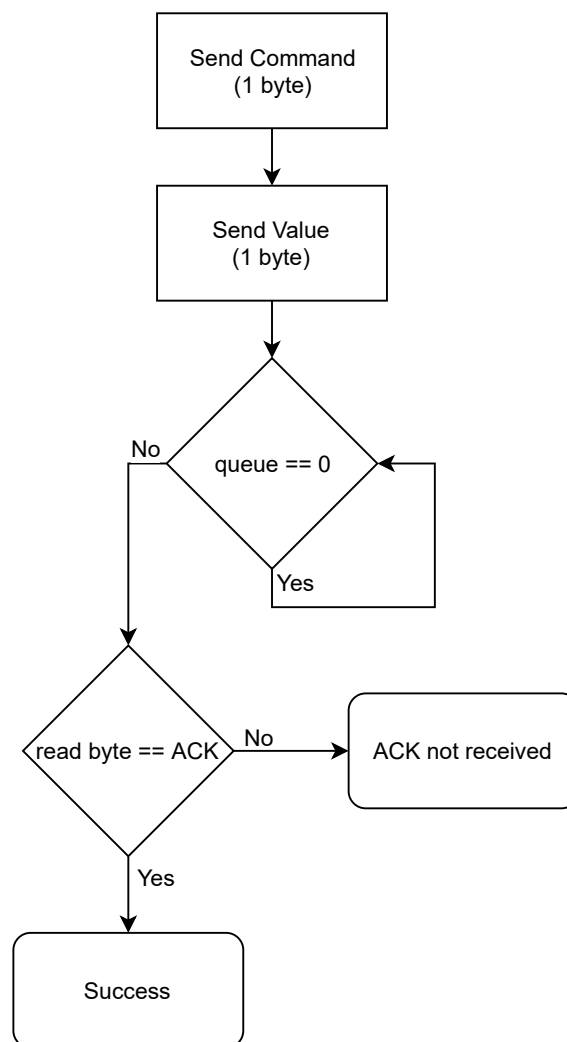 Send Command
(1 byte)
Send Value
(1 byte)
No
queue == 0
Yes
read byte == ACK
No
ACK not received
Yes
Success